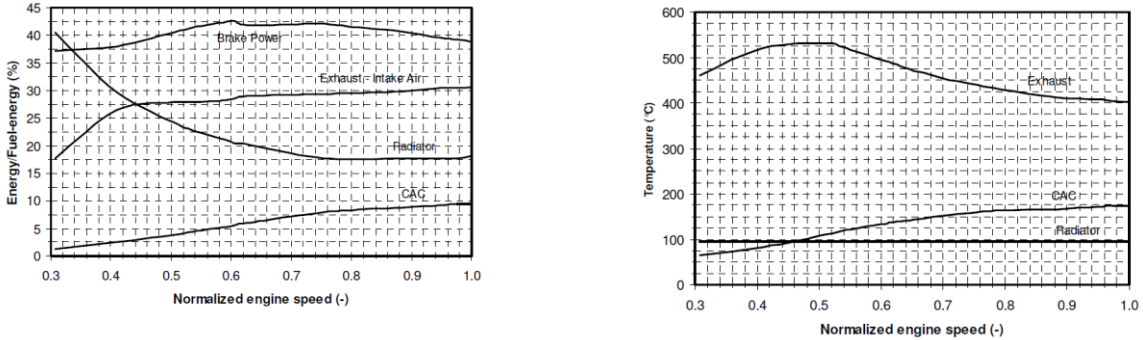 45
40
35
30
25
20
15
10
5
0
Energy/Fuel-energy (%)
Brake Power
Exhaust - Intake Air
Radiator
CAC
0.3 0.4 0.5 0.6 0.7 0.8 0.9 1.0
Normalized engine speed (-)
600
500
400
300
200
100
0
Temperature (°C)
Exhaust
CAC
Radiator
0.3 0.4 0.5 0.6 0.7 0.8 0.9 1.0
Normalized engine speed (-)